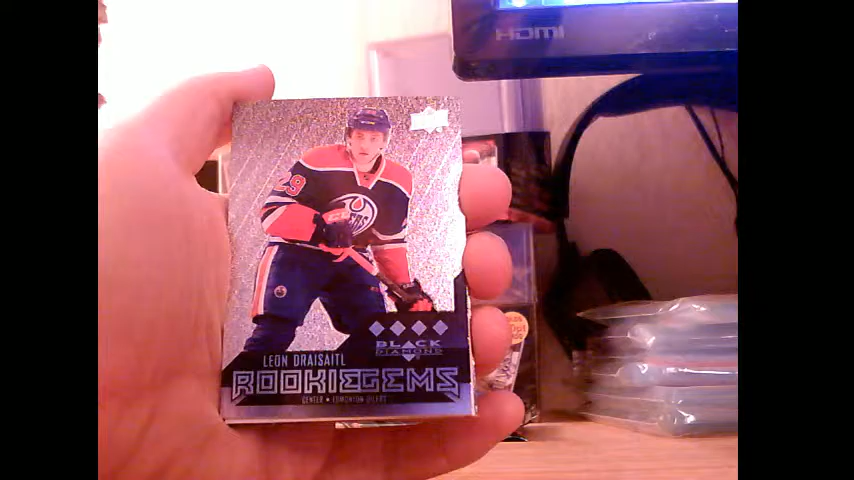 HDMI
29
LEON DRAISAITL
BLACK
DIAMOND
ROOKIEGEMS
CENTER • EDMONTON OILERS